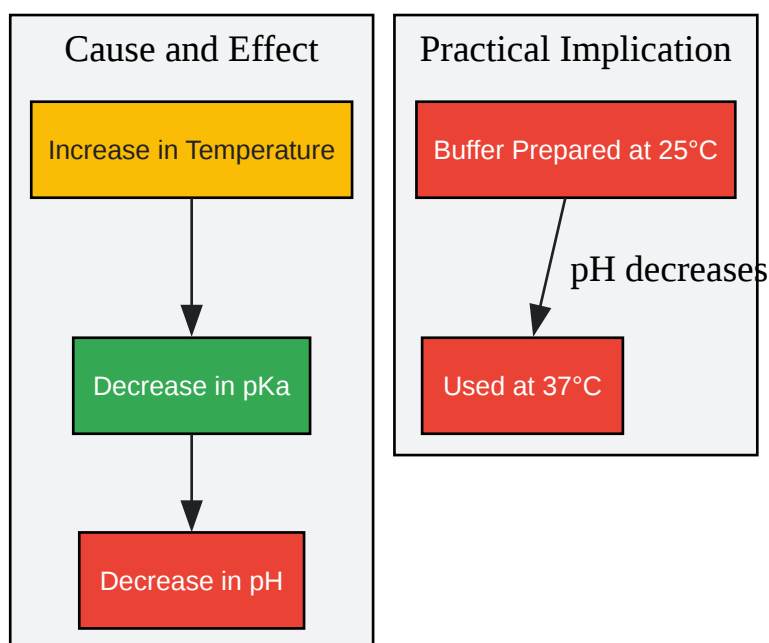 Cause and Effect
Increase in Temperature
Decrease in pKa
Decrease in pH
Practical Implication
Buffer Prepared at 25°C
pH decreases
Used at 37°C